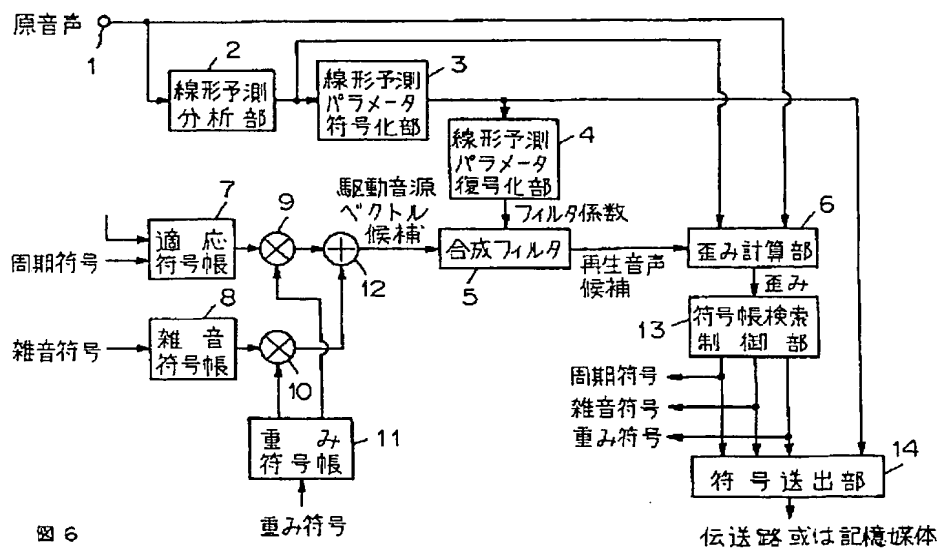 原音声
1
2
線形予測
分析部
3
線形予測
パラメータ
符号化部
4
線形予測
パラメータ
復号化部
フィルタ係数
駆動音源
ベクトル
候補
7
適応
符号帳
周期符号
9
12
合成フィルタ
5
再生音声
候補
6
歪み計算部
歪み
8
雑音
符号帳
雑音符号
10
13
符号帳検索
制御部
周期符号
雑音符号
重み符号
重み
符号帳
11
重み符号
14
符号送出部
伝送路或は記憶媒体
図6